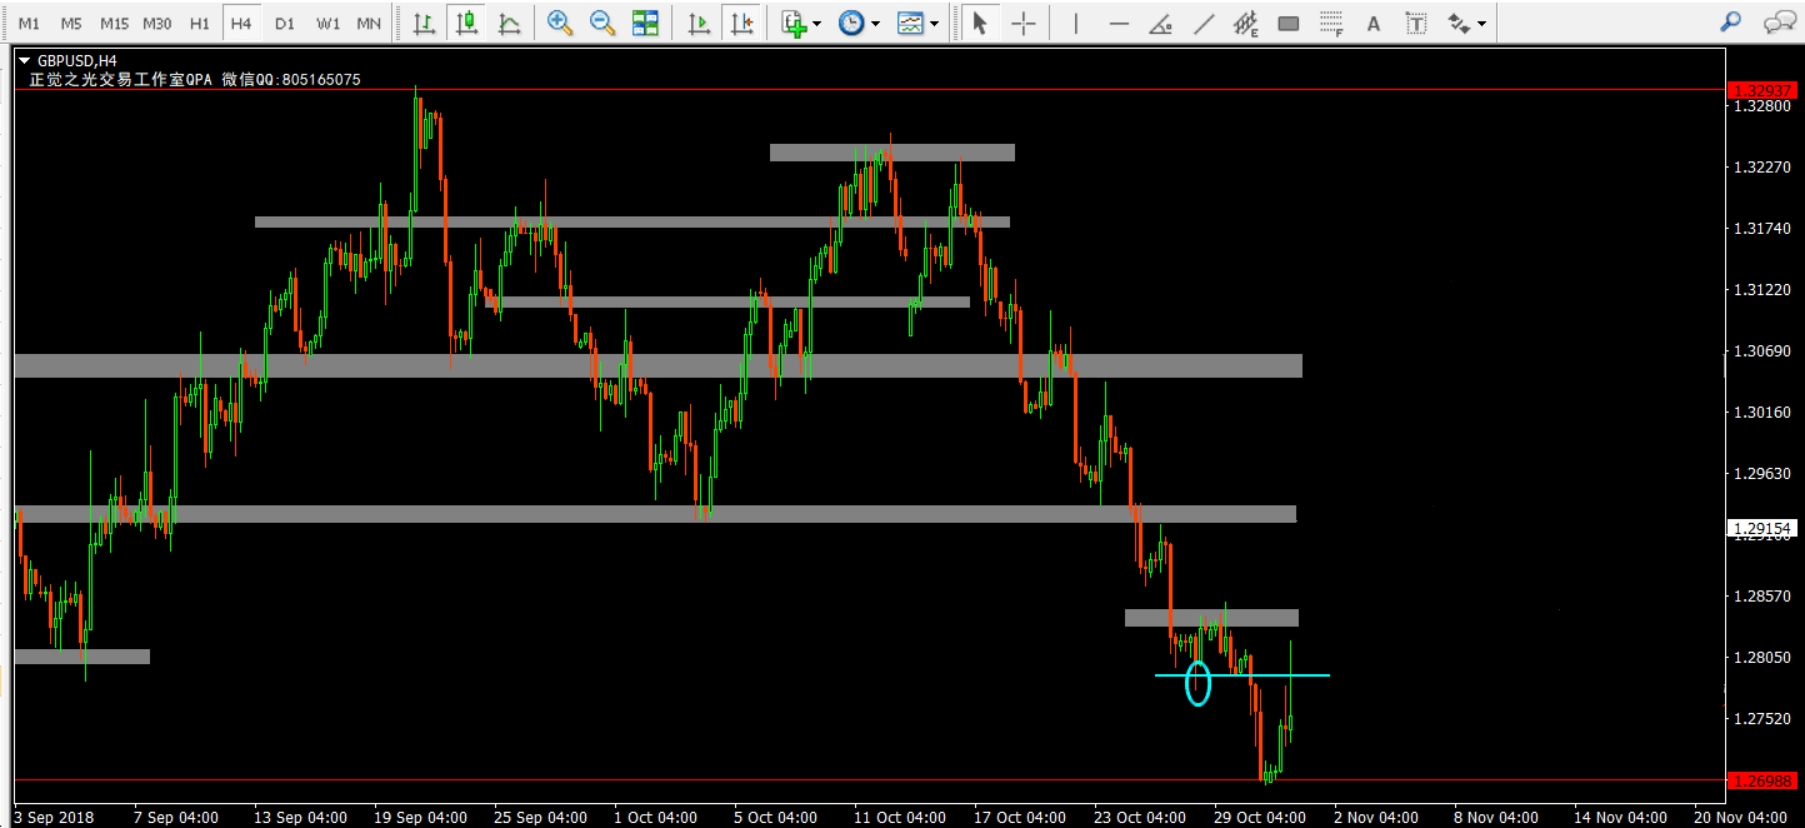 M1 M5 M15 M30 H1 H4 D1 W1 MN
E F A T
GBPUSD,H4
正觉之光交易工作室QPA 微信QQ:805165075
1.32937
1.32800
1.32270
1.31740
1.31220
1.30690
1.30160
1.29630
1.29154
1.28570
1.28050
1.27520
1.26988
3 Sep 2018 7 Sep 04:00 13 Sep 04:00 19 Sep 04:00 25 Sep 04:00 1 Oct 04:00 5 Oct 04:00 11 Oct 04:00 17 Oct 04:00 23 Oct 04:00 29 Oct 04:00 2 Nov 04:00 8 Nov 04:00 14 Nov 04:00 20 Nov 04:00